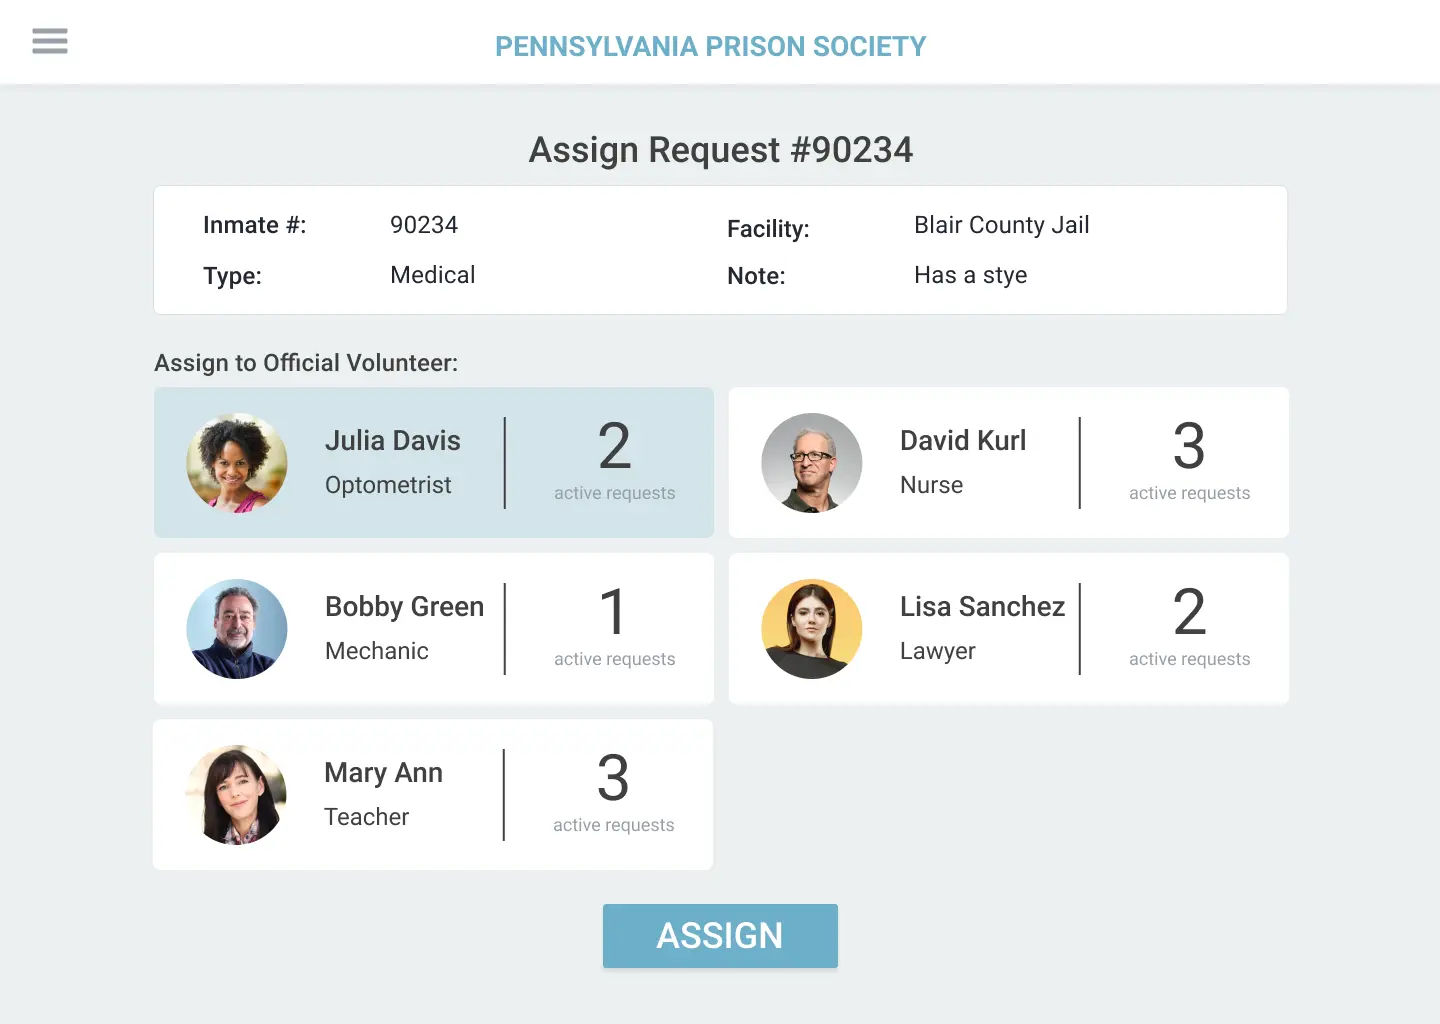 PENNSYLVANIA PRISON SOCIETY
Assign Request #90234
Inmate #: 90234 Facility: Blair County Jail
Type: Medical Note: Has a stye
Assign to Official Volunteer:
Julia Davis
Optometrist
2
active requests
David Kurl
Nurse
3
active requests
Bobby Green
Mechanic
1
active requests
Lisa Sanchez
Lawyer
2
active requests
Mary Ann
Teacher
3
active requests
ASSIGN